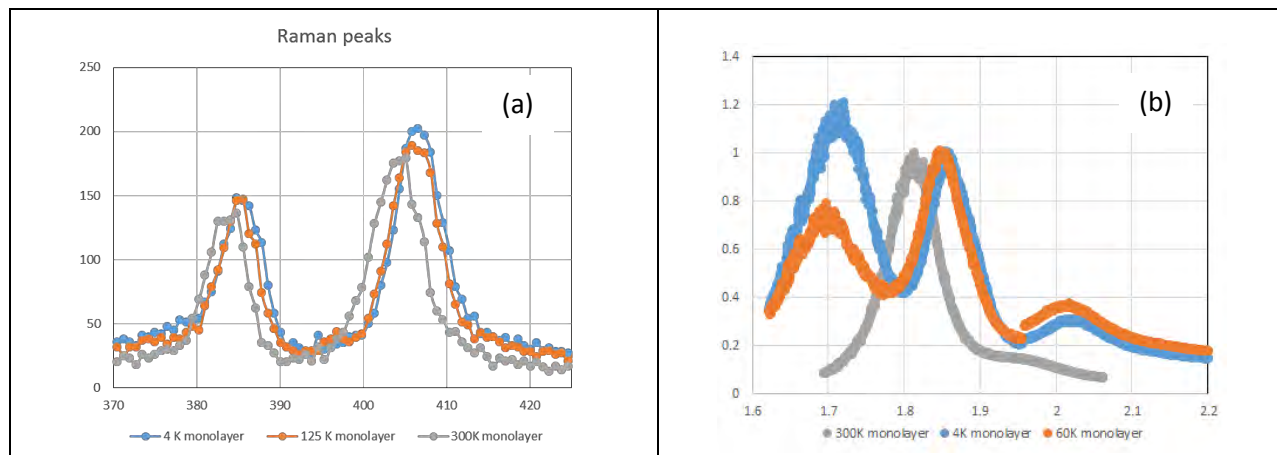 Raman peaks
(a)
250
200
150
100
50
0
370 380 390 400 410 420
4 K monolayer 125 K monolayer 300K monolayer
(b)
1.4
1.2
1
0.8
0.6
0.4
0.2
0
1.6 1.7 1.8 1.9 2 2.1 2.2
300K monolayer 4K monolayer 60K monolayer